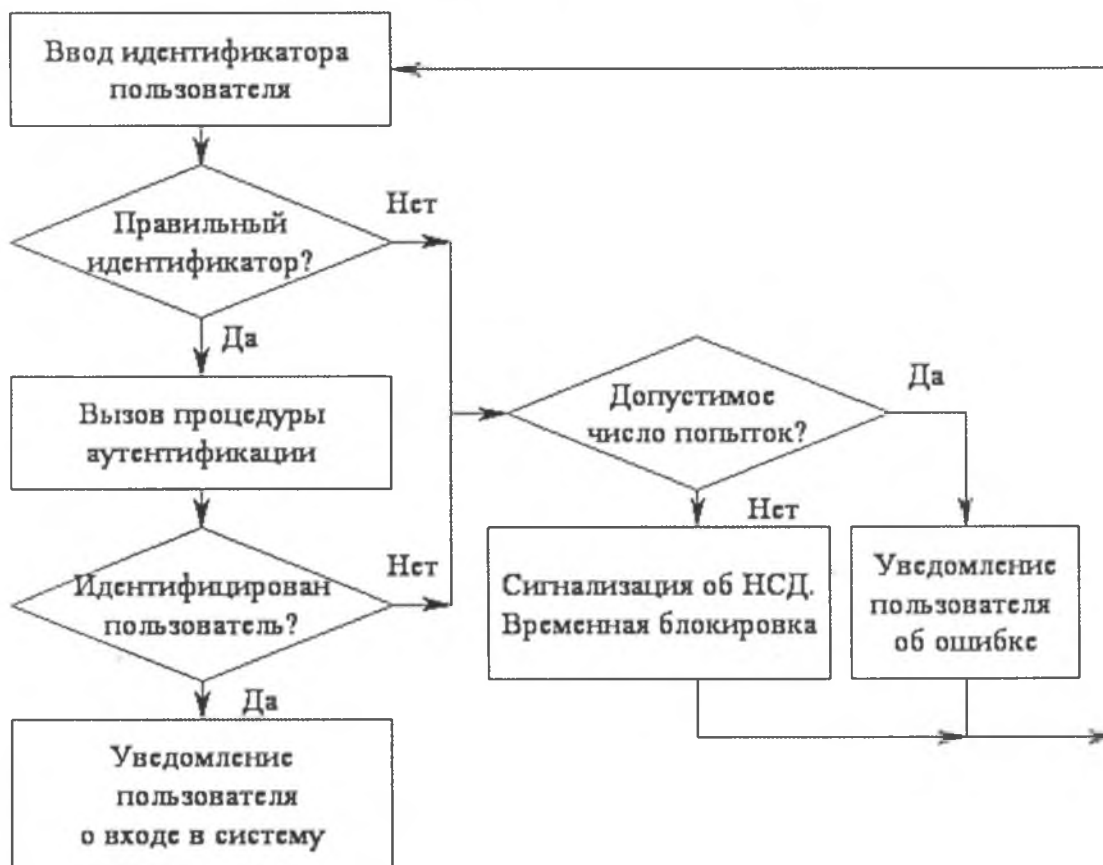 Ввод идентификатора
пользователя
Правильный
идентификатор?
Нет
Да
Вызов процедуры
аутентификации
Идентифицирован
пользователь?
Нет
Да
Уведомление
пользователя
о входе в систему
Допустимое
число попыток?
Да
Нет
Сигнализация об НСД.
Временная блокировка
Уведомление
пользователя
об ошибке